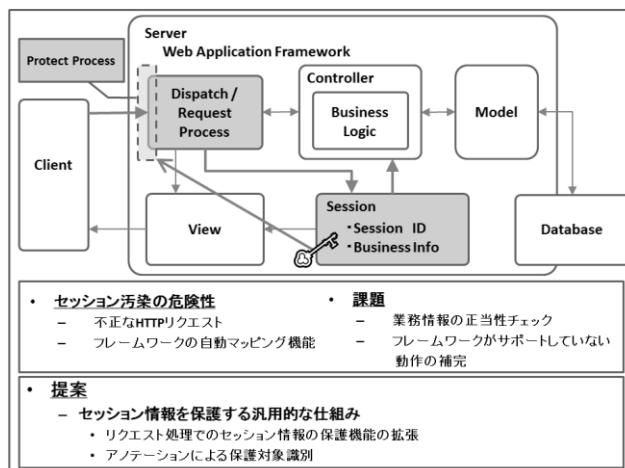 Server
Web Application Framework
Protect Process
Dispatch /
Request
Process
Controller
Business
Logic
Model
Client
View
Session
・Session ID
・Business Info
Database
・ セッション汚染の危険性
– 不正なHTTPリクエスト
– フレームワークの自動マッピング機能
・ 課題
– 業務情報の正当性チェック
– フレームワークがサポートしていない
動作の補完
・ 提案
– セッション情報を保護する汎用的な仕組み
・ リクエスト処理でのセッション情報の保護機能の拡張
・ アノテーションによる保護対象識別